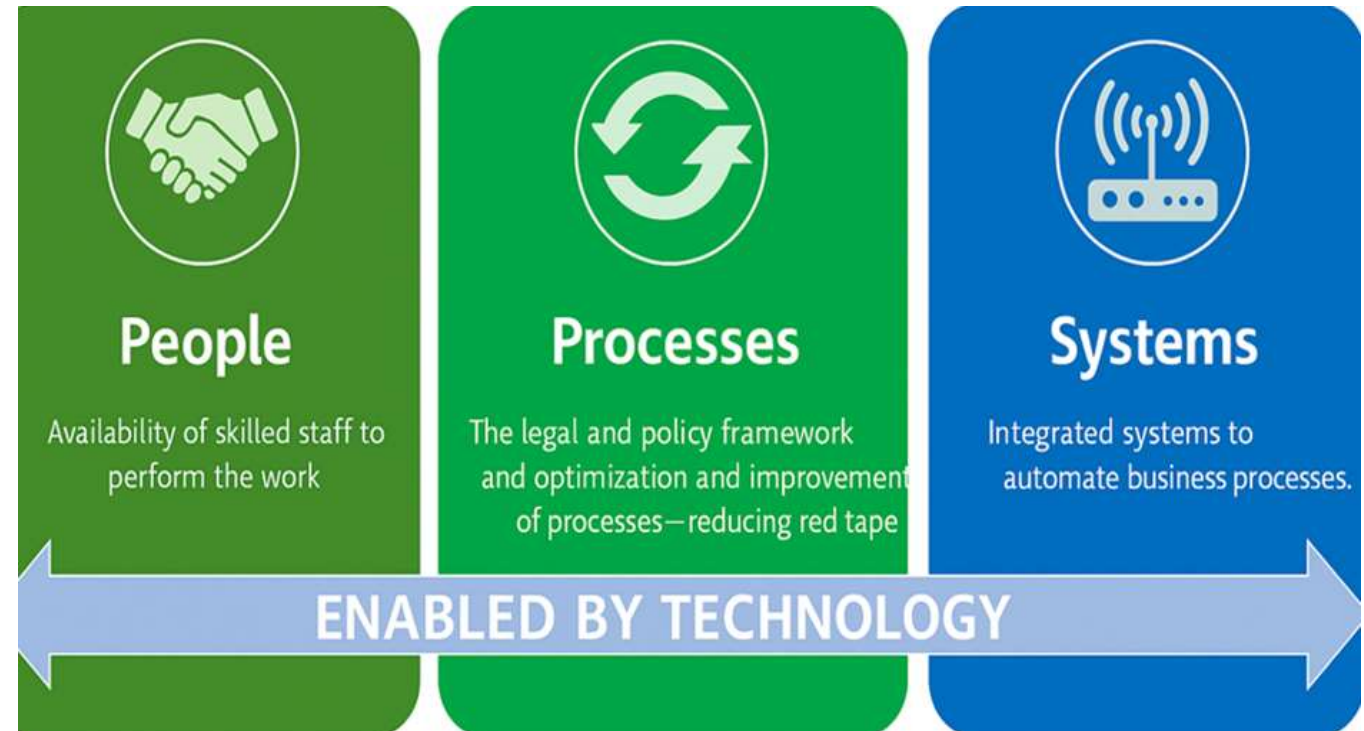 People
Availability of skilled staff to
perform the work
Processes
The legal and policy framework
and optimization and improvement
of processes—reducing red tape
Systems
Integrated systems to
automate business processes.
ENABLED BY TECHNOLOGY